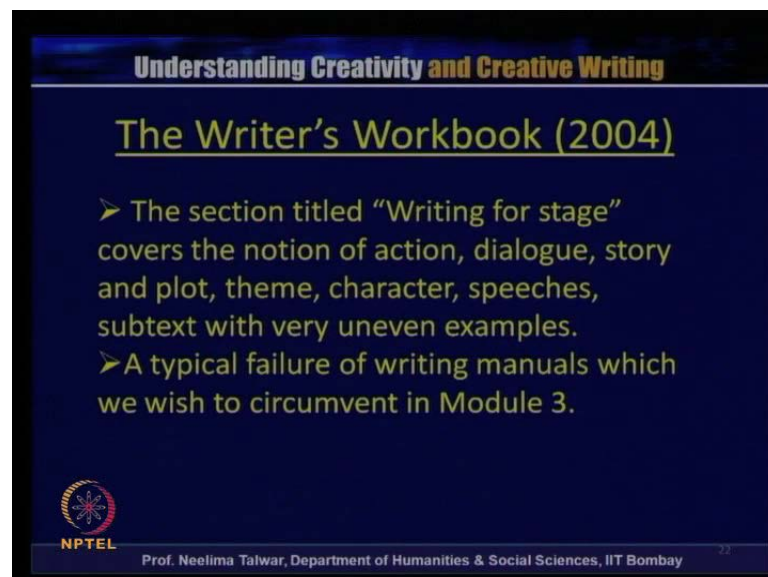 Understanding Creativity and Creative Writing
The Writer's Workbook (2004)
➢ The section titled “Writing for stage”
covers the notion of action, dialogue, story
and plot, theme, character, speeches,
subtext with very uneven examples.
➢A typical failure of writing manuals which
we wish to circumvent in Module 3.
NPTEL
Prof. Neelima Talwar, Department of Humanities & Social Sciences, IIT Bombay
22